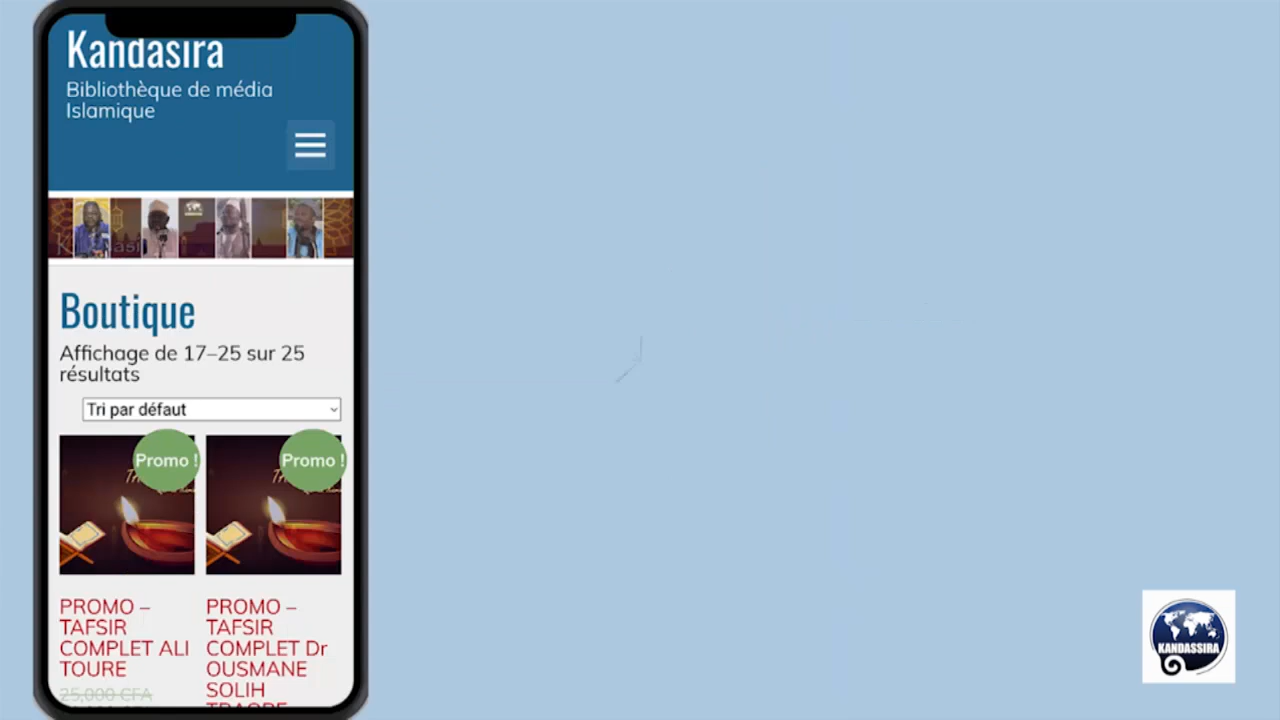 Kandasira
Bibliothèque de média
Islamique
Boutique
Affichage de 17–25 sur 25
résultats
Tri par défaut
Promo !
Promo !
PROMO –
TAFSIR
COMPLET ALI
TOURE
25,000 CFA
PROMO –
TAFSIR
COMPLET Dr
OUSMANE
SOLIH
KANDASSIRA